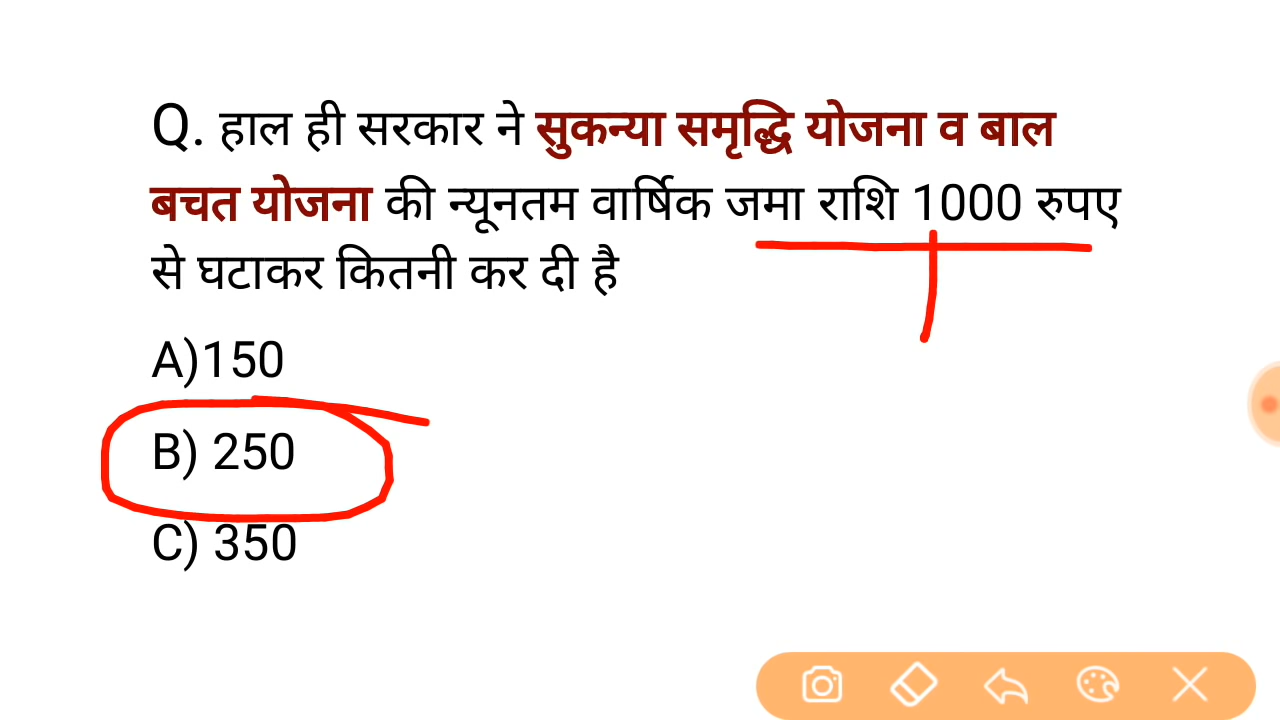 Q. हाल ही सरकार ने सुकन्या समृद्धि योजना व बाल
बचत योजना की न्यूनतम वार्षिक जमा राशि 1000 रुपए
से घटाकर कितनी कर दी है
A)150
B) 250
C) 350